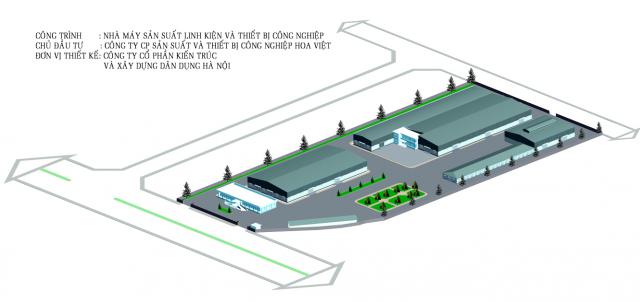 CÔNG TRÌNH : NHÀ MÁY SẢN SUẤT LINH KIỆN VÀ THIẾT BỊ CÔNG NGHIỆP
CHỦ ĐẦU TƯ : CÔNG TY CP SẢN SUẤT VÀ THIẾT BỊ CÔNG NGHIỆP HOA VIỆT
ĐƠN VỊ THIẾT KẾ: CÔNG TY CỔ PHẦN KIẾN TRÚC
VÀ XÂY DỰNG DÂN DỤNG HÀ NỘI